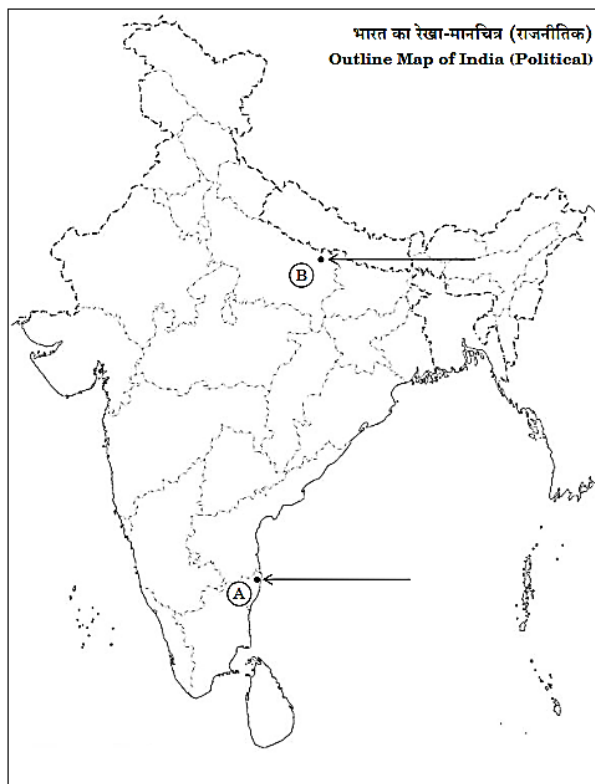 भारत का रेखा-मानचित्र (राजनीतिक)
Outline Map of India (Political)
B
A